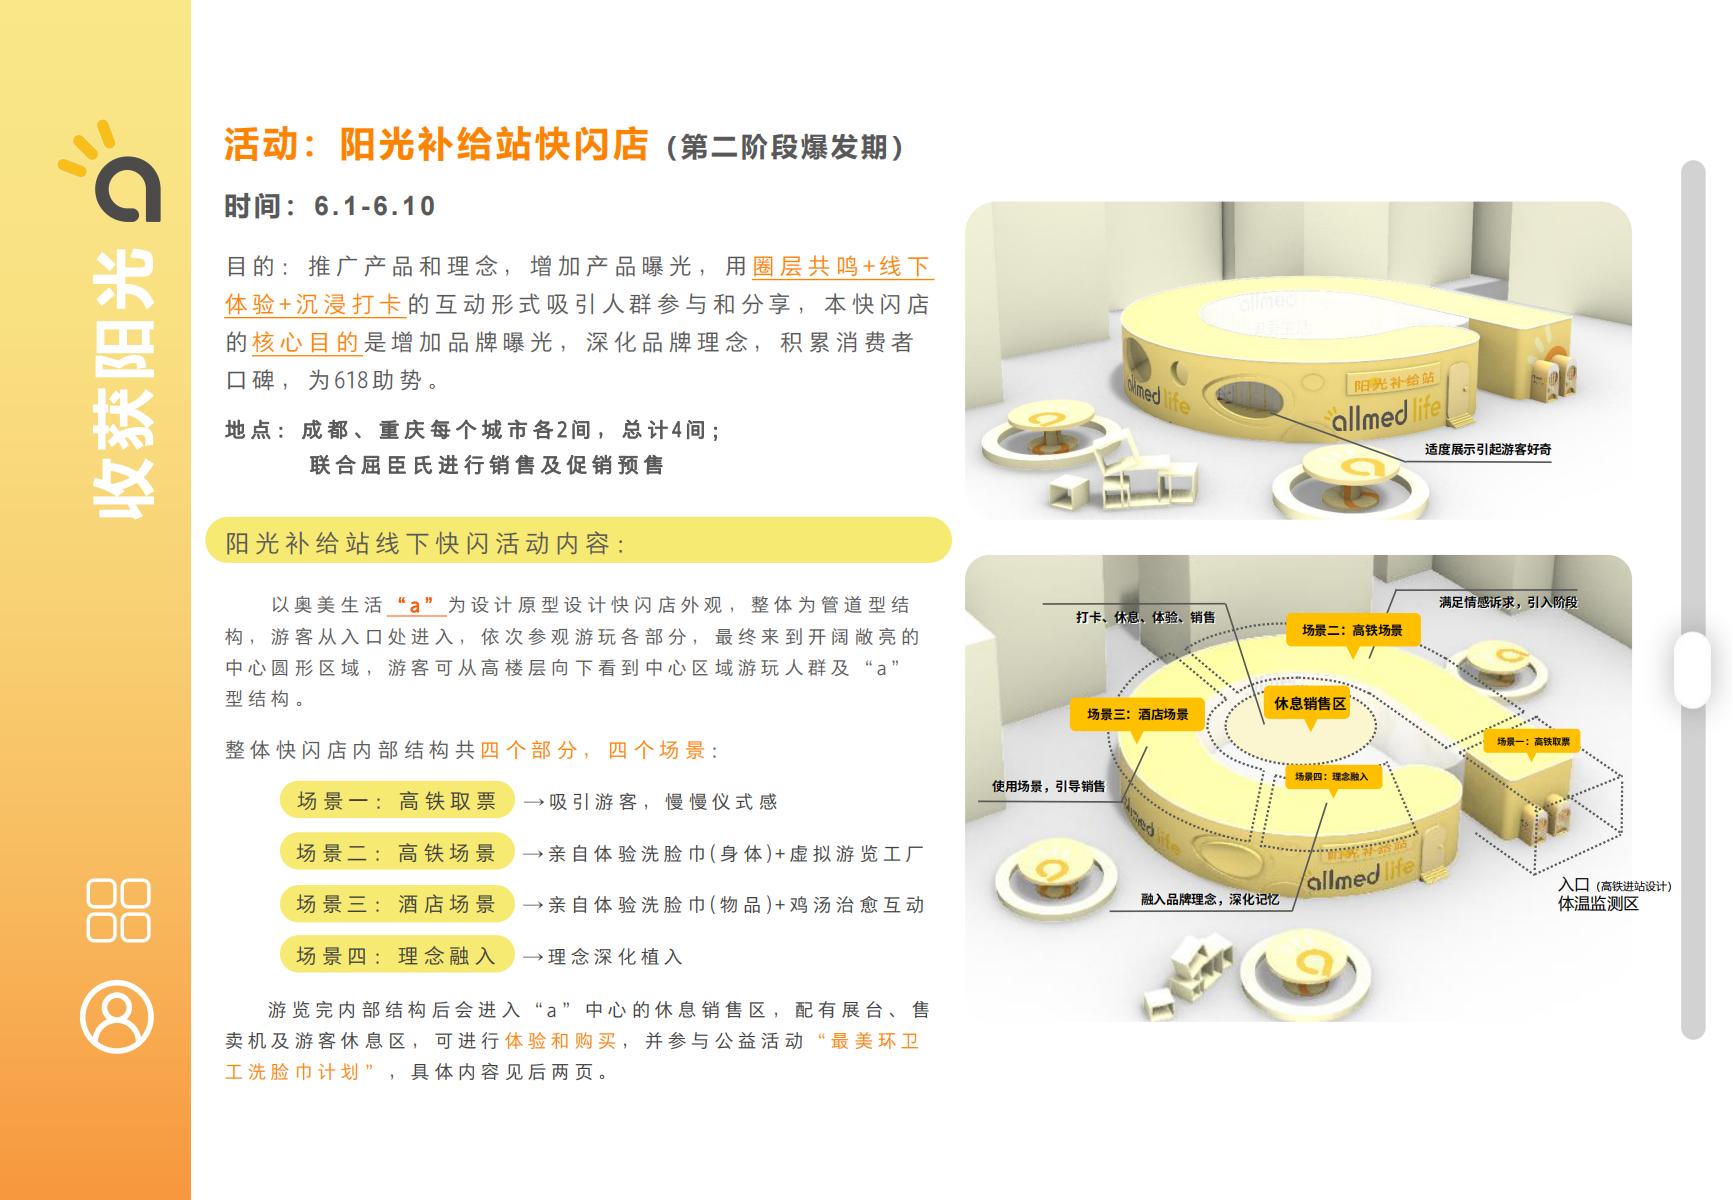 收获阳光
活动：阳光补给站快闪店（第二阶段爆发期）
时间：6.1-6.10
目的：推广产品和理念，增加产品曝光，用圈层共鸣+线下
体验+沉浸打卡的互动形式吸引人群参与和分享，本快闪店
的核心目的是增加品牌曝光，深化品牌理念，积累消费者
口碑，为618助势。
地点：成都、重庆每个城市各2间，总计4间；
联合屈臣氏进行销售及促销预售
阳光补给站线下快闪活动内容：
以奥美生活“a”为设计原型设计快闪店外观，整体为管道型结
构，游客从入口处进入，依次参观游玩各部分，最终来到开阔敞亮的
中心圆形区域，游客可从高楼层向下看到中心区域游玩人群及“a”
型结构。
整体快闪店内部结构共四个部分，四个场景：
场景一：高铁取票→吸引游客，慢慢仪式感
场景二：高铁场景→亲自体验洗脸巾(身体)+虚拟游览工厂
场景三：酒店场景→亲自体验洗脸巾(物品)+鸡汤治愈互动
场景四：理念融入→理念深化植入
游览完内部结构后会进入“a”中心的休息销售区，配有展台、售
卖机及游客休息区，可进行体验和购买，并参与公益活动“最美环卫
工洗脸巾计划”，具体内容见后两页。
阳光补给站
allmed life
allmed life
适度展示引起游客好奇
满足情感诉求，引入阶段
打卡、休息、体验、销售
场景二：高铁场景
休息销售区
场景三：酒店场景
场景一：高铁取票
场景四：理念融入
使用场景，引导销售
allmed life
阳光补给站
allmed life
融入品牌理念，深化记忆
入口（高铁进站设计）
体温监测区